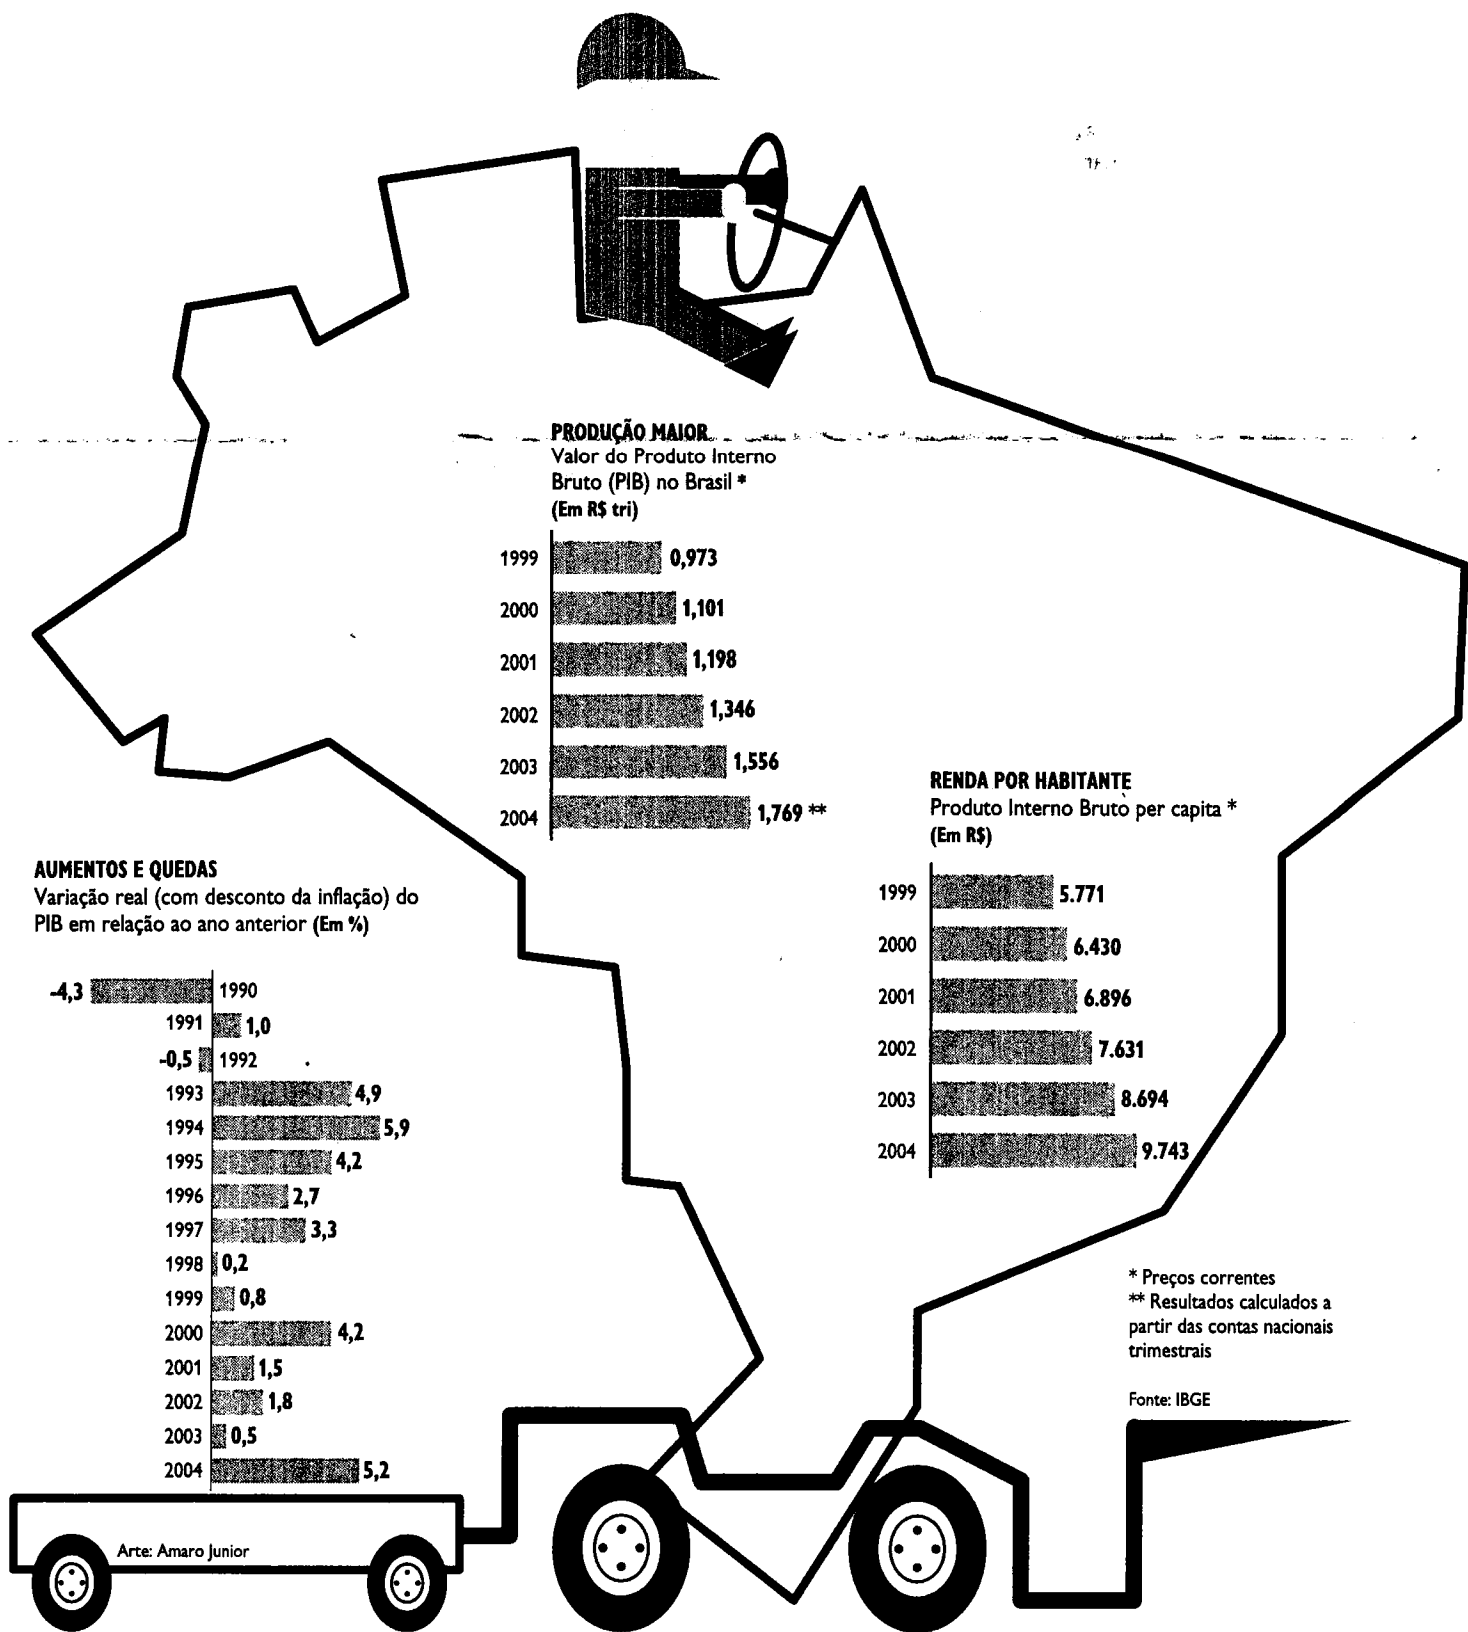 PRODUÇÃO MAIOR
Valor do Produto Interno
Bruto (PIB) no Brasil *
(Em R$ tri)
1999 0,973
2000 1,101
2001 1,198
2002 1,346
2003 1,556
2004 1,769 **
RENDA POR HABITANTE
Produto Interno Bruto per capita *
(Em R$)
1999 5.771
2000 6.430
2001 6.896
2002 7.631
2003 8.694
2004 9.743
AUMENTOS E QUEDAS
Variação real (com desconto da inflação) do
PIB em relação ao ano anterior (Em %)
-4,3 1990
1991 1,0
-0,5 1992
1993 4,9
1994 5,9
1995 4,2
1996 2,7
1997 3,3
1998 0,2
1999 0,8
2000 4,2
2001 1,5
2002 1,8
2003 0,5
2004 5,2
* Preços correntes
** Resultados calculados a
partir das contas nacionais
trimestrais
Fonte: IBGE
Arte: Amaro Junior